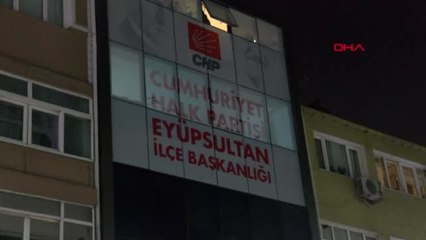 DHA
CHP
CUMHURİYET
HALK PARTİSİ
EYÜPSULTAN
İLÇE BAŞKANLIĞI